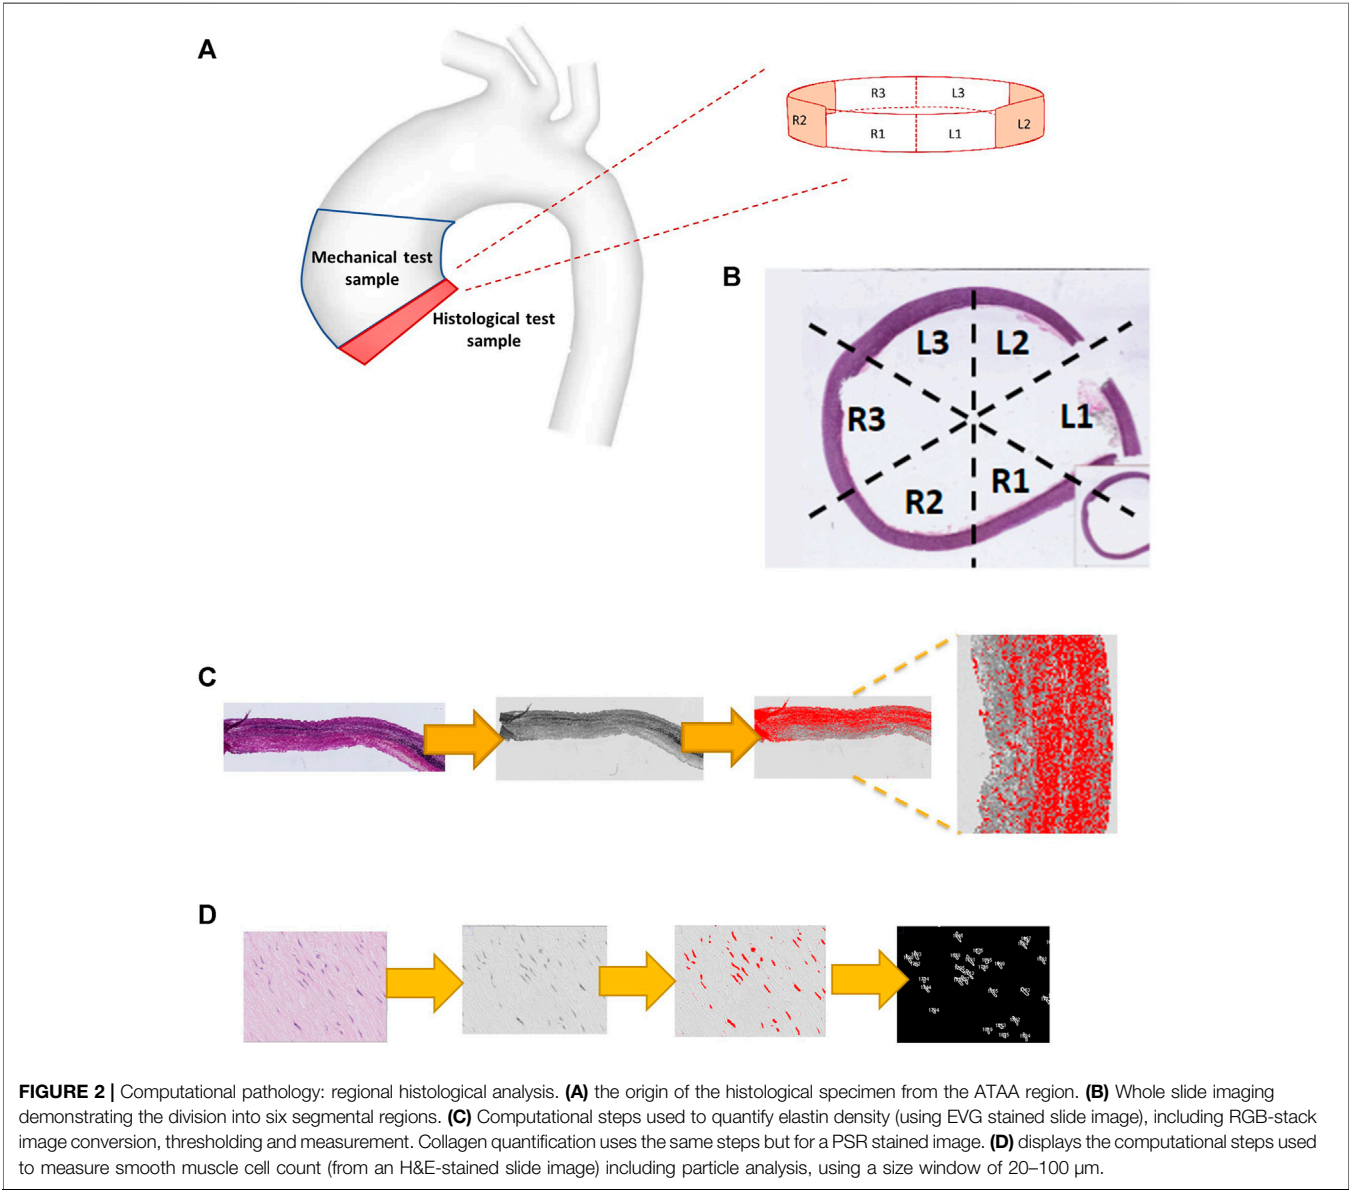 A
R3
L3
R2
L2
R1
L1
Mechanical test
sample
Histological test
sample
B
L3
L2
R3
L1
R2
R1
C
D
FIGURE 2 | Computational pathology: regional histological analysis. (A) the origin of the histological specimen from the ATAA region. (B) Whole slide imaging
demonstrating the division into six segmental regions. (C) Computational steps used to quantify elastin density (using EVG stained slide image), including RGB-stack
image conversion, thresholding and measurement. Collagen quantification uses the same steps but for a PSR stained image. (D) displays the computational steps used
to measure smooth muscle cell count (from an H&E-stained slide image) including particle analysis, using a size window of 20–100 μm.